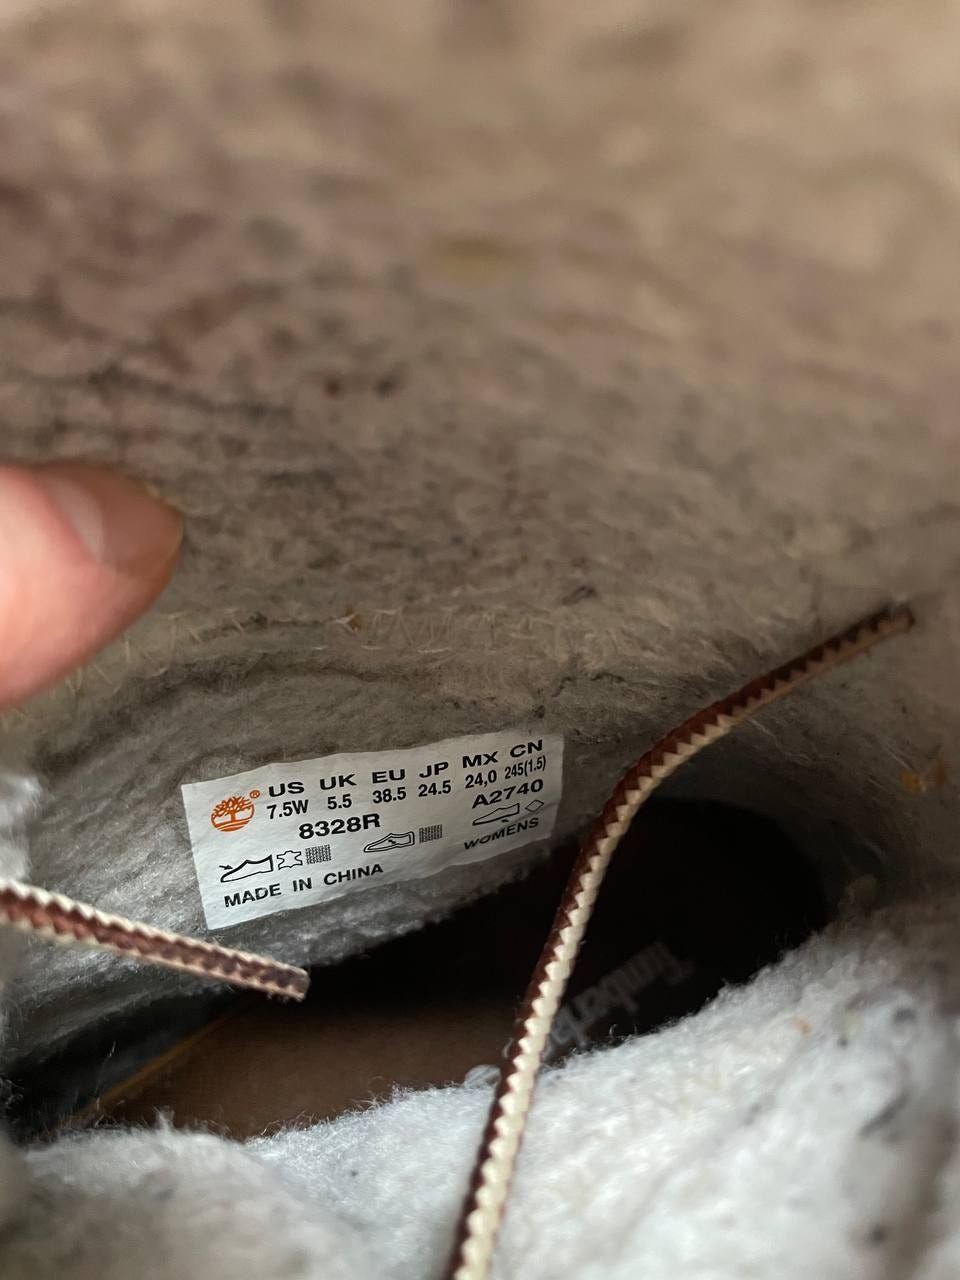 ® US UK EU JP MX CN
7.5W 5.5 38.5 24.5 24,0 245(1.5)
8328R A2740
WOMENS
MADE IN CHINA
Timberl